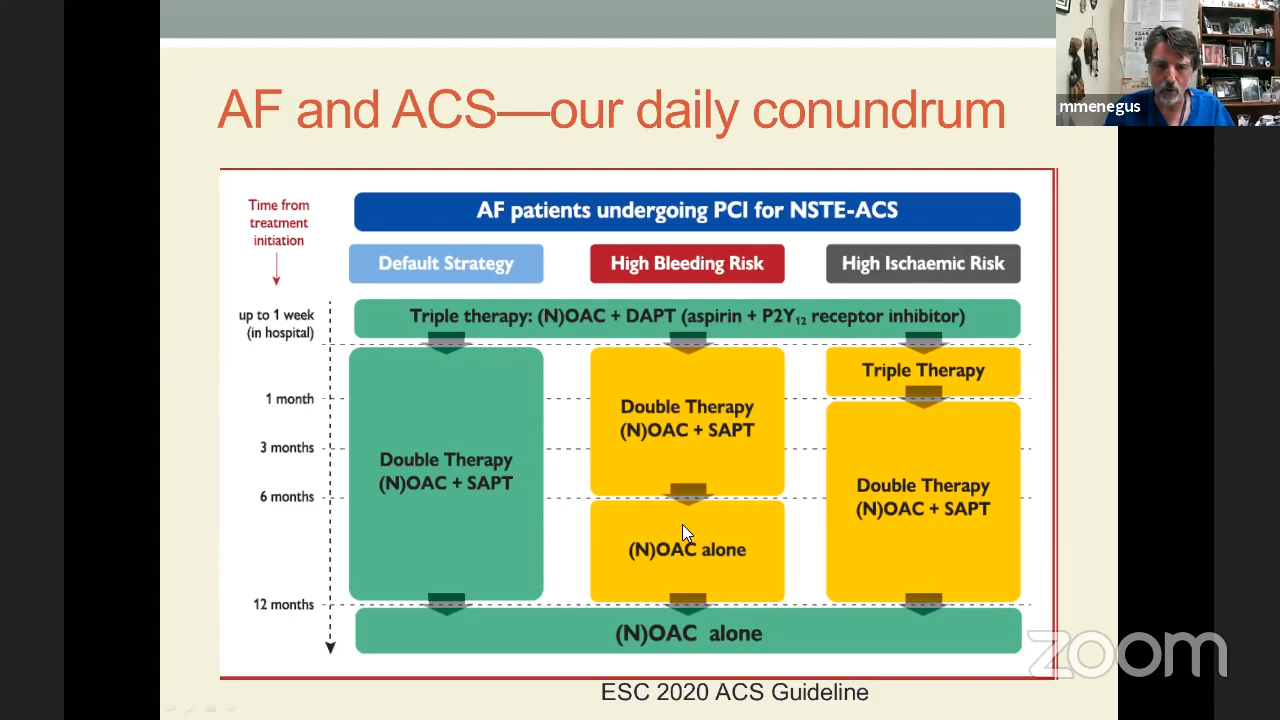 AF and ACS—our daily conundrum
mmenegus
Time from
treatment
initiation
AF patients undergoing PCI for NSTE-ACS
Default Strategy
High Bleeding Risk
High Ischaemic Risk
up to 1 week
(in hospital)
Triple therapy: (N)OAC + DAPT (aspirin + P2Y12 receptor inhibitor)
Triple Therapy
1 month
Double Therapy
(N)OAC + SAPT
3 months
Double Therapy
(N)OAC + SAPT
6 months
Double Therapy
(N)OAC + SAPT
(N)OAC alone
12 months
(N)OAC alone
zoom
ESC 2020 ACS Guideline